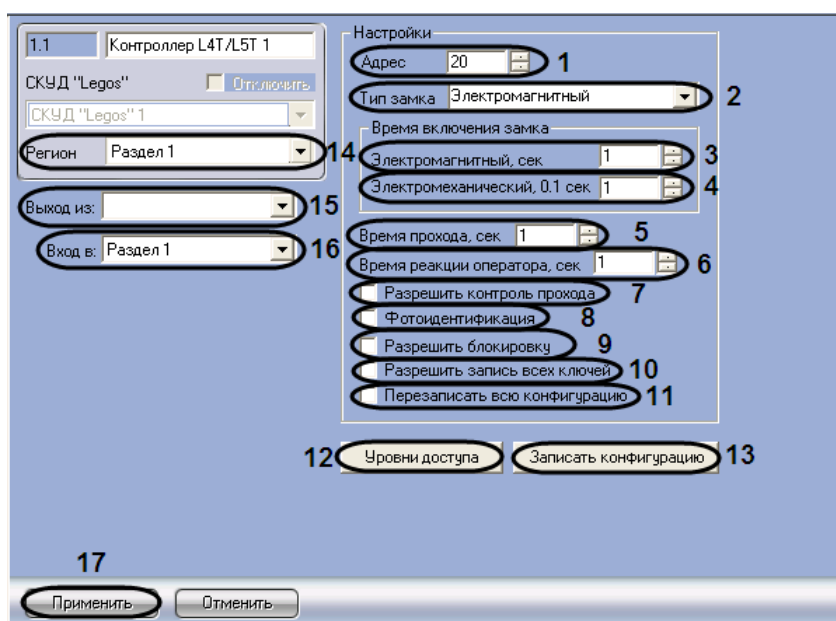 1.1 Контроллер L4T/L5T 1
СКУД "Legos" Отключить
СКУД "Legos" 1
Регион Раздел 1 14
Выход из: 15
Вход в: Раздел 1 16
Настройки
Адрес 20 1
Тип замка Электромагнитный 2
Время включения замка
Электромагнитный, сек 1 3
Электромеханический, 0.1 сек 1 4
Время прохода, сек 1 5
Время реакции оператора, сек 1 6
Разрешить контроль прохода 7
Фотоидентификация 8
Разрешить блокировку 9
Разрешить запись всех ключей 10
Перезаписать всю конфигурацию 11
12 Уровни доступа Записать конфигурацию 13
17
Применить Отменить